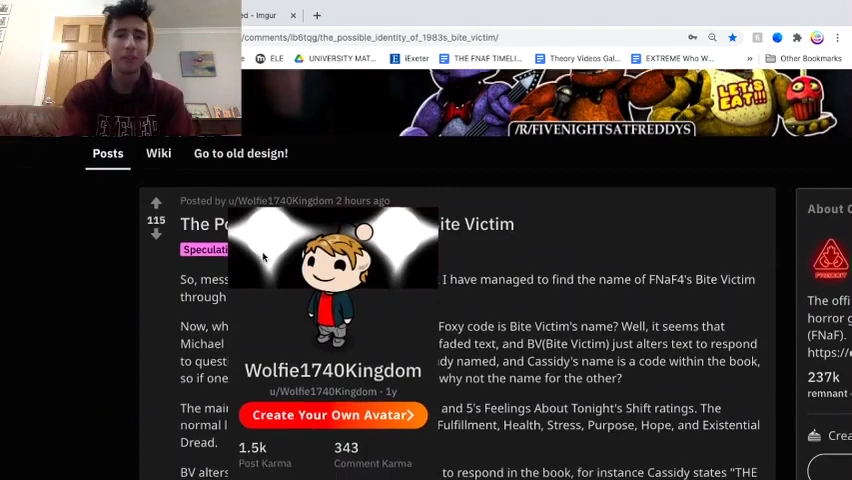 ed - Imgur
/comments/lb6tqg/the_possible_identity_of_1983s_bite_victim/
ELE
UNIVERSITY MAT...
iExeter
THE FNAF TIMELI...
Theory Videos Gal...
EXTREME Who W...
»
Other Bookmarks
LET'S
EAT!!!
/R/FIVENIGHTSATFREDDYS
Posts
Wiki
Go to old design!
115
Posted by u/Wolfie1740Kingdom 2 hours ago
The Po
ite Victim
Speculati
So, mess
I have managed to find the name of FNaF4's Bite Victim
through
Now, wh
Foxy code is Bite Victim's name? Well, it seems that
Michael
faded text, and BV(Bite Victim) just alters text to respond
to questi
dy named, and Cassidy's name is a code within the book,
so if one
why not the name for the other?
The mai
and 5's Feelings About Tonight's Shift ratings. The
normal l
Fulfillment, Health, Stress, Purpose, Hope, and Existential
Dread.
BV alters
to respond in the book, for instance Cassidy states "THE
Wolfie1740Kingdom
u/Wolfie1740Kingdom · 1y
Create Your Own Avatar>
1.5k
343
Post Karma
Comment Karma
About C
The offi
horror g
(FNaF).
https://
237k
remnant
Crea